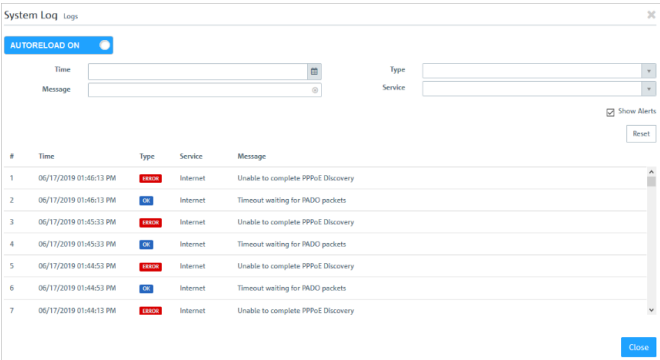 System Log Logs
AUTORELOAD ON
Time Type
Message Service
Show Alerts
Reset
# Time Type Service Message
1 06/17/2019 01:46:13 PM ERROR Internet Unable to complete PPPoE Discovery
2 06/17/2019 01:46:13 PM OK Internet Timeout waiting for PADO packets
3 06/17/2019 01:45:33 PM ERROR Internet Unable to complete PPPoE Discovery
4 06/17/2019 01:45:33 PM OK Internet Timeout waiting for PADO packets
5 06/17/2019 01:44:53 PM ERROR Internet Unable to complete PPPoE Discovery
6 06/17/2019 01:44:53 PM OK Internet Timeout waiting for PADO packets
7 06/17/2019 01:44:13 PM ERROR Internet Unable to complete PPPoE Discovery
Close